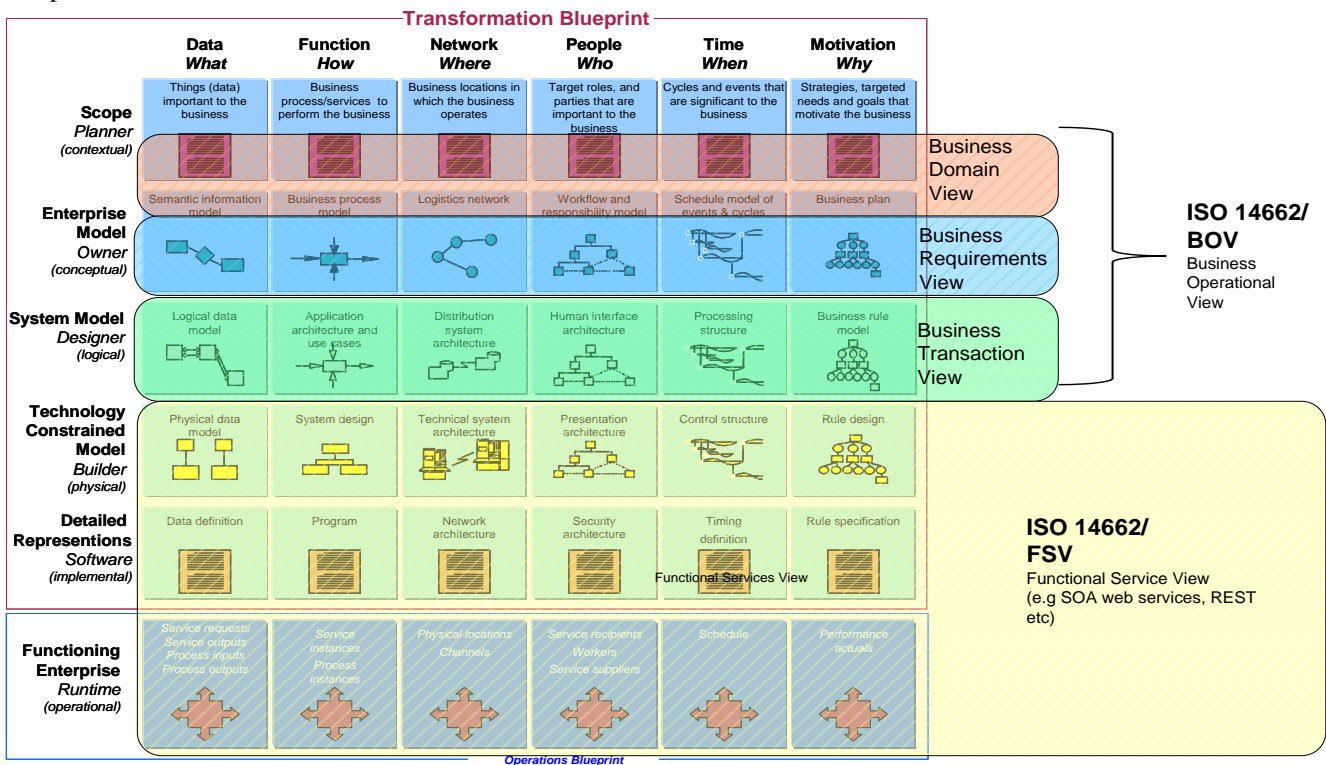 Transformation Blueprint
Data
What
Function
How
Network
Where
People
Who
Time
When
Motivation
Why
Scope
Planner
(contextual)
Things (data)
important to the
business
Business
process/services to
perform the business
Business locations in
which the business
operates
Target roles, and
parties that are
important to the
business
Cycles and events that
are significant to the
business
Strategies, targeted
needs and goals that
motivate the business
Business
Domain
View
Enterprise
Model
Owner
(conceptual)
Semantic information
model
Business process
model
Logistics network
Workflow and
responsibility model
Schedule model of
events & cycles
Business plan
Business
Requirements
View
ISO 14662/
BOV
Business
Operational
View
System Model
Designer
(logical)
Logical data
model
Application
architecture and
use cases
Distribution
system
architecture
Human interface
architecture
Processing
structure
Business rule
model
Business
Transaction
View
Technology
Constrained
Model
Builder
(physical)
Physical data
model
System design
Technical system
architecture
Presentation
architecture
Control structure
Rule design
Detailed
Represention​s
Software
(implemental)
Data definition
Program
Network
architecture
Security
architecture
Timing
definition
Rule specification
Functional Services View
ISO 14662/
FSV
Functional Service View
(e.g SOA web services, REST
etc)
Functioning
Enterprise
Runtime
(operational)
Service requests
Service outputs
Process inputs
Process outputs
Service
instances
Process
instances
Physical locations
Channels
Service recipients
Workers
Service suppliers
Schedule
Performance
actuals
Operations Blueprint